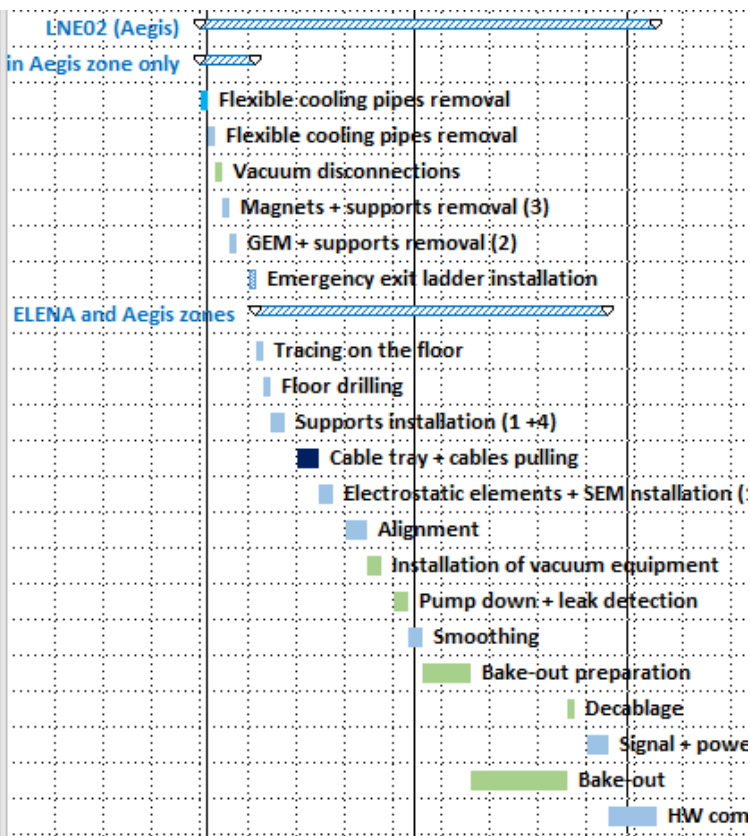 LNE02 (Aegis)
in Aegis zone only
Flexible cooling pipes removal
Flexible cooling pipes removal
Vacuum disconnections
Magnets + supports removal (3)
GEM + supports removal (2)
Emergency exit ladder installation
ELENA and Aegis zones
Tracing on the floor
Floor drilling
Supports installation (1 +4)
Cable tray + cables pulling
Electrostatic elements + SEM nstallation (
Alignment
Installation of vacuum equipment
Pump down + leak detection
Smoothing
Bake-out preparation
Decablage
Signal + powe
Bake-out
HW com